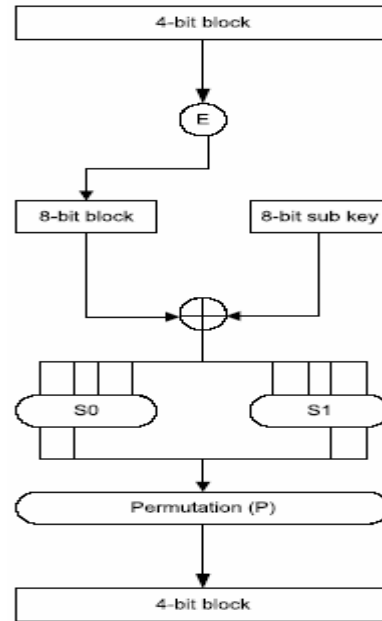 4-bit block
E
8-bit block
8-bit sub key
S0
S1
Permutation (P)
4-bit block